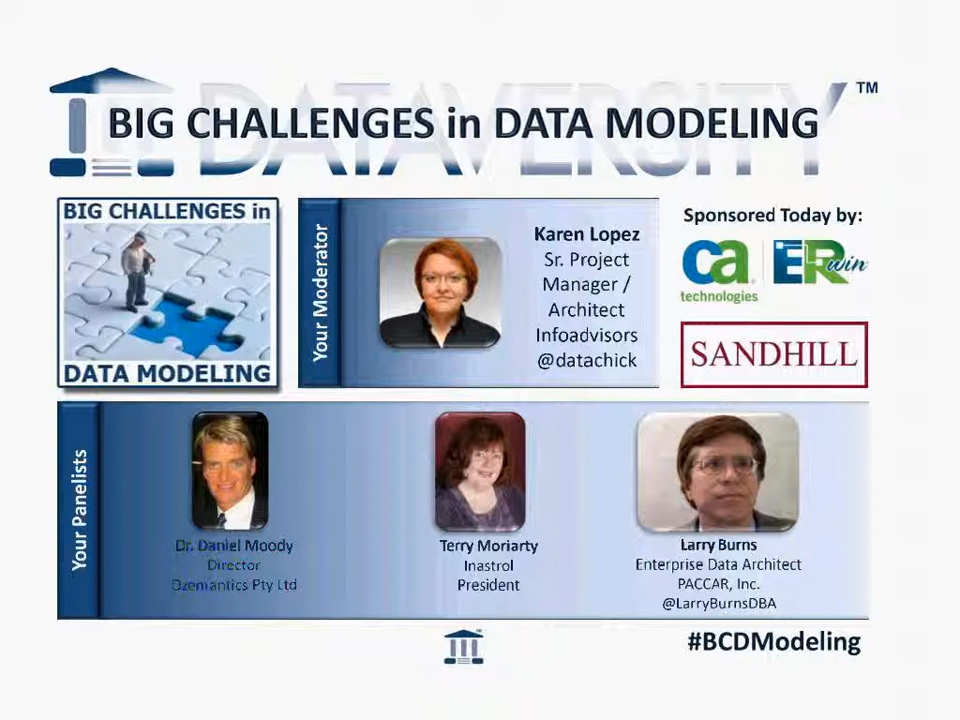 DATAVERSITY™
BIG CHALLENGES in DATA MODELING
BIG CHALLENGES in
DATA MODELING
Your Moderator
Karen Lopez
Sr. Project
Manager /
Architect
Infoadvisors
@datachick
Sponsored Today by:
ca
technologies
ERwin
SANDHILL
Your Panelists
Dr. Daniel Moody
Director
Ozemantics Pty Ltd
Terry Moriarty
Inastrol
President
Larry Burns
Enterprise Data Architect
PACCAR, Inc.
@LarryBurnsDBA
#BCDModeling